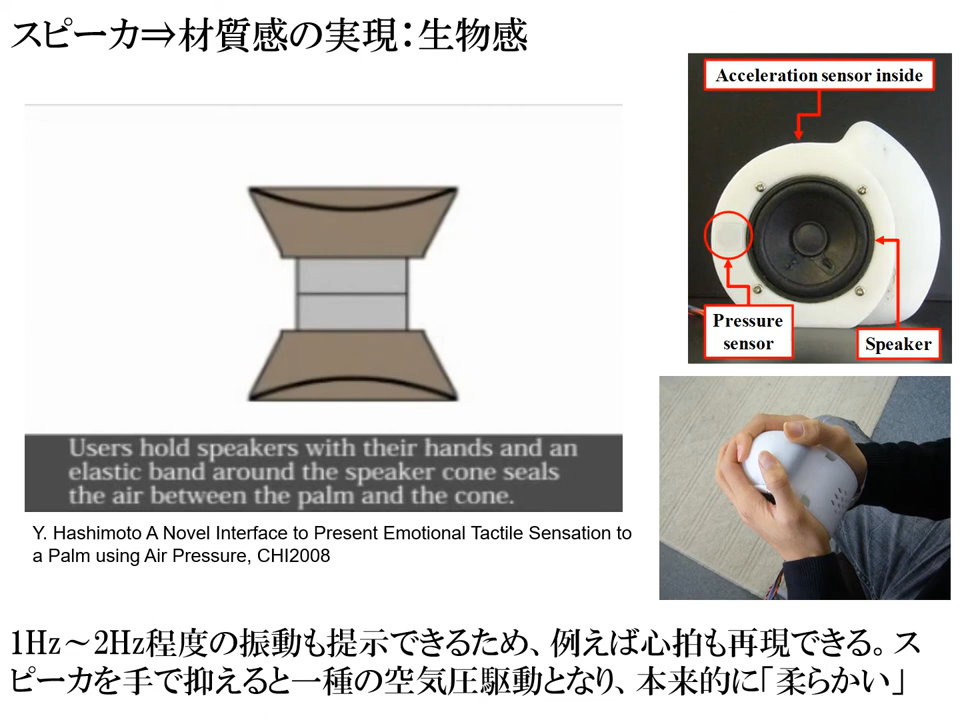 スピーカ⇒材質感の実現：生物感
Acceleration sensor inside
Pressure
sensor
Speaker
Users hold speakers with their hands and an
elastic band around the speaker cone seals
the air between the palm and the cone.
Y. Hashimoto A Novel Interface to Present Emotional Tactile Sensation to
a Palm using Air Pressure, CHI2008
1Hz～2Hz程度の振動も提示できるため、例えば心拍も再現できる。ス
ピーカを手で抑えると一種の空気圧駆動となり、本来的に「柔らかい」